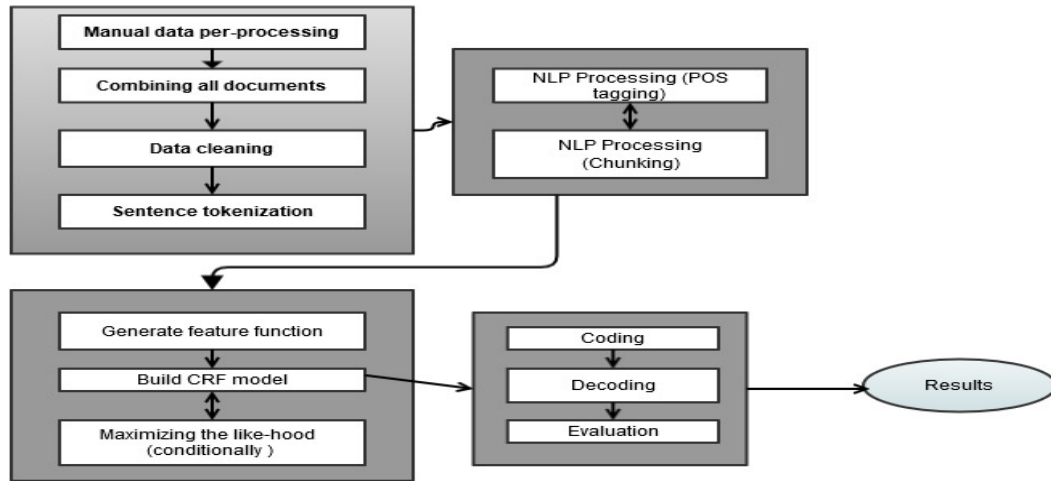 Manual data per-processing
Combining all documents
Data cleaning
Sentence tokenization
NLP Processing (POS
tagging)
NLP Processing
(Chunking)
Generate feature function
Build CRF model
Maximizing the like-hood
(conditionally )
Coding
Decoding
Evaluation
Results